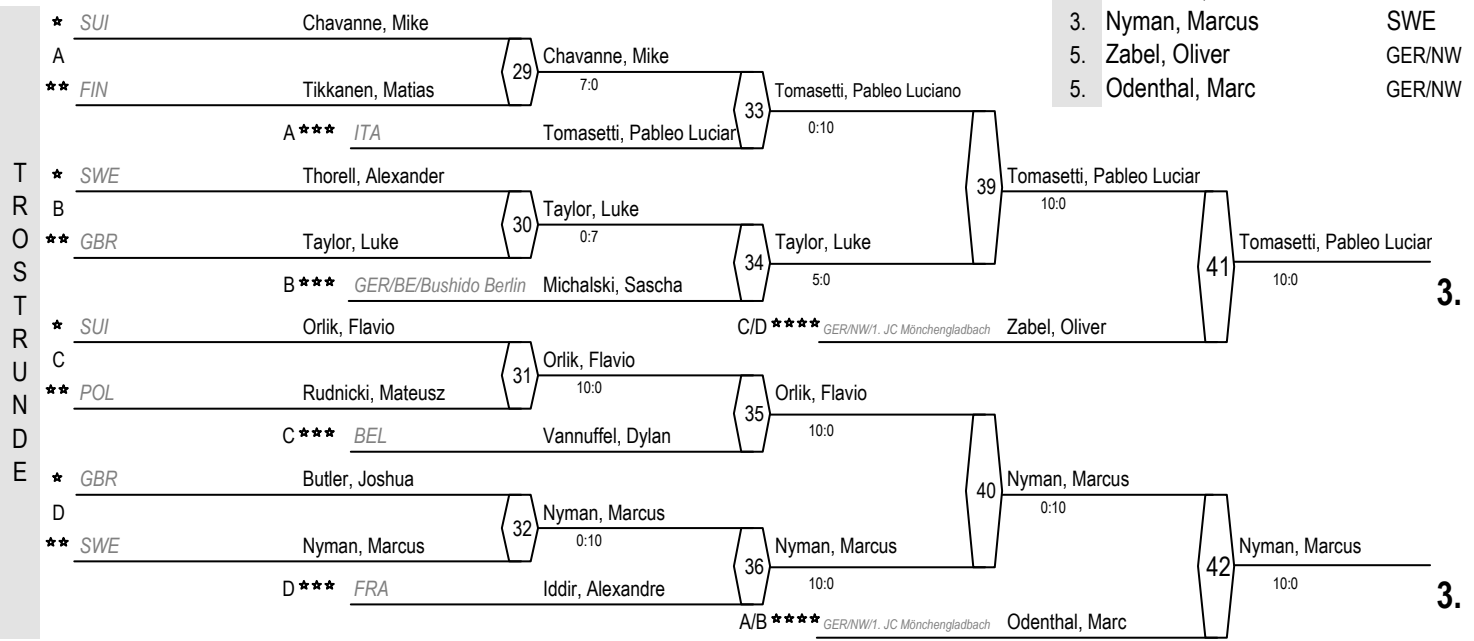 ★ SUI Chavanne, Mike
3. Nyman, Marcus SWE
A
29 Chavanne, Mike
7:0
5. Zabel, Oliver GER/NW
★★ FIN Tikkanen, Matias
33 Tomasetti, Pableo Luciano
0:10
5. Odenthal, Marc GER/NW
A ★★★ ITA Tomasetti, Pableo Luciar
TROSTRUNDE
★ SWE Thorell, Alexander
39 Tomasetti, Pableo Luciar
10:0
B
30 Taylor, Luke
0:7
★★ GBR Taylor, Luke
34 Taylor, Luke
5:0
41 Tomasetti, Pableo Luciar
10:0
3.
B ★★★ GER/BE/Bushido Berlin Michalski, Sascha
★ SUI Orlik, Flavio
C/D ★★★★ GER/NW/1. JC Mönchengladbach Zabel, Oliver
C
31 Orlik, Flavio
10:0
★★ POL Rudnicki, Mateusz
35 Orlik, Flavio
10:0
C ★★★ BEL Vannuffel, Dylan
★ GBR Butler, Joshua
40 Nyman, Marcus
0:10
D
32 Nyman, Marcus
0:10
★★ SWE Nyman, Marcus
36 Nyman, Marcus
10:0
42 Nyman, Marcus
10:0
3.
D ★★★ FRA Iddir, Alexandre
A/B ★★★★ GER/NW/1. JC Mönchengladbach Odenthal, Marc